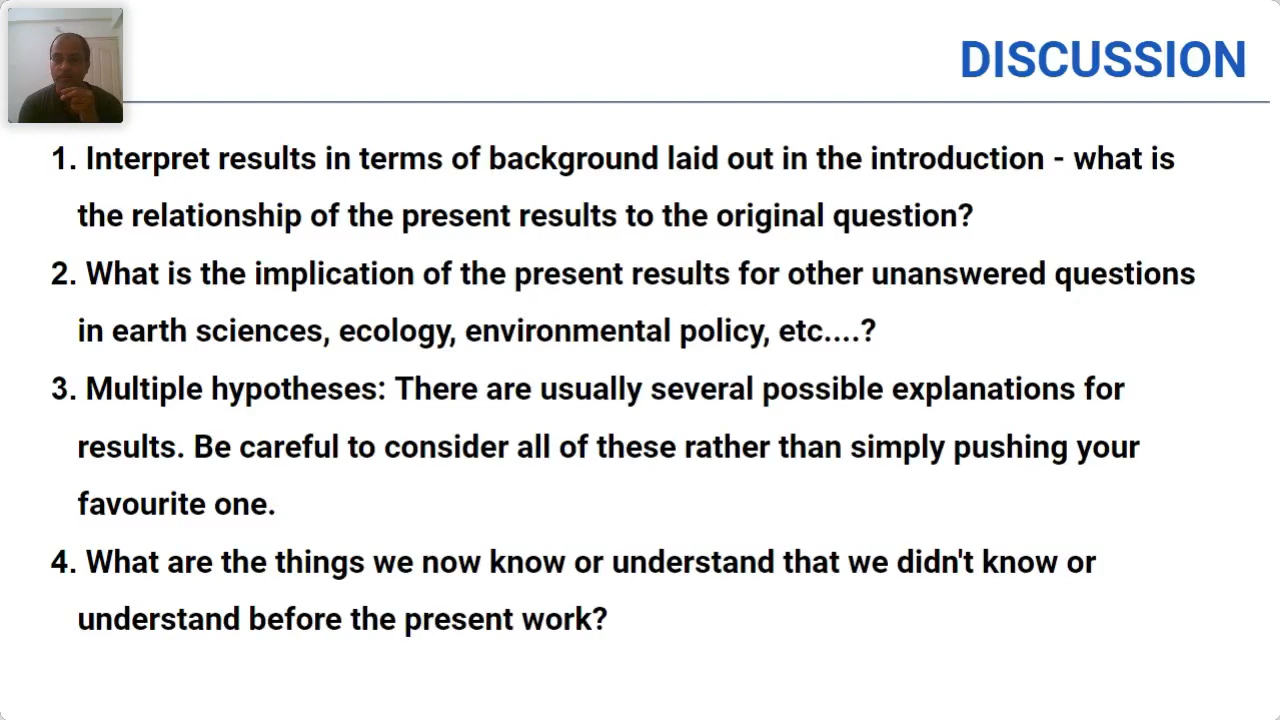 DISCUSSION
1. Interpret results in terms of background laid out in the introduction - what is
the relationship of the present results to the original question?
2. What is the implication of the present results for other unanswered questions
in earth sciences, ecology, environmental policy, etc....?
3. Multiple hypotheses: There are usually several possible explanations for
results. Be careful to consider all of these rather than simply pushing your
favourite one.
4. What are the things we now know or understand that we didn't know or
understand before the present work?